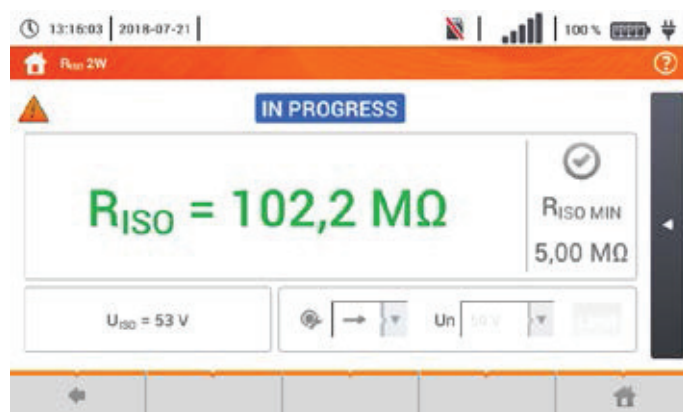 13:16:03 2018-07-21 100 %
RISO 2W ?
IN PROGRESS
RISO = 102,2 MΩ
RISO MIN
5,00 MΩ
UISO = 53 V
Un 50 V